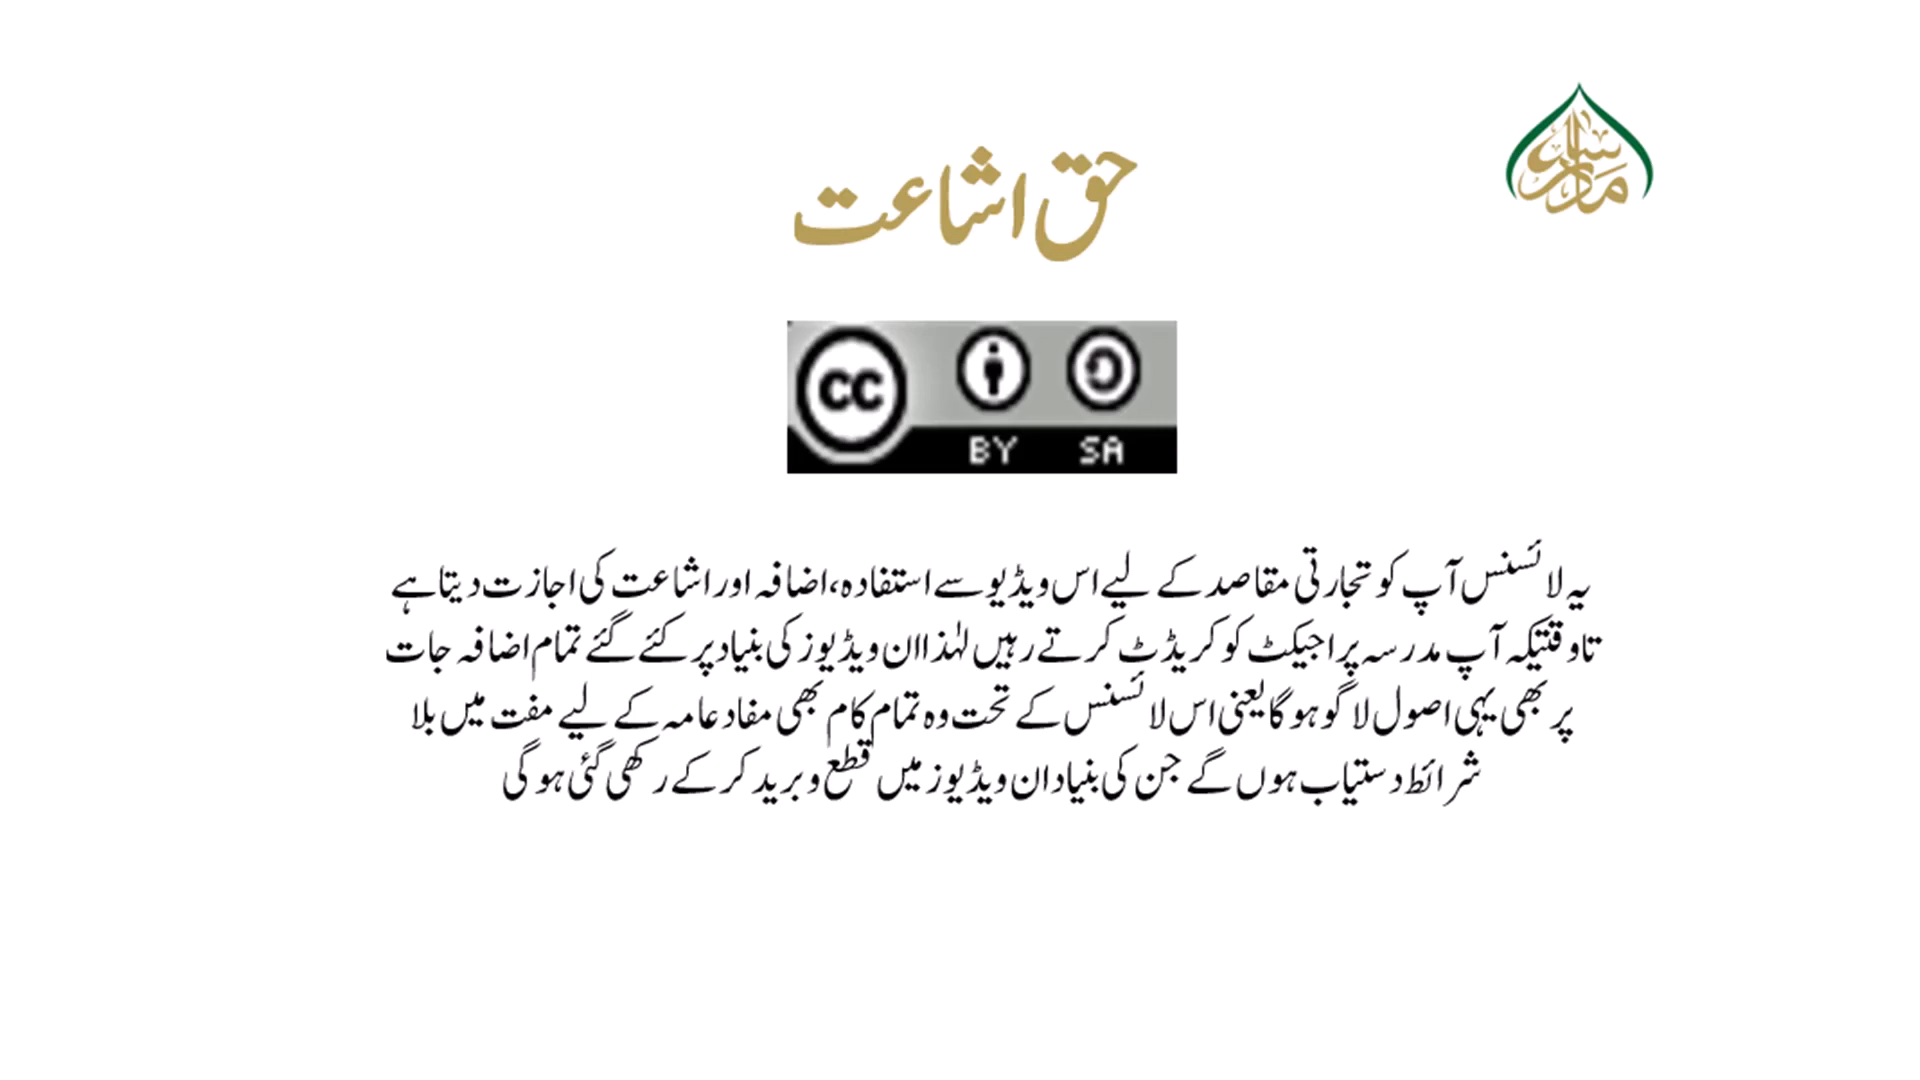 مدرسہ
حق اشاعت
cc
BY SA
یہ لائسنس آپ کو تجارتی مقاصد کے لیے اس ویڈیو سے استفادہ، اضافہ اور اشاعت کی اجازت دیتا ہے
تاوقتیکہ آپ مدرسہ پراجیکٹ کو کریڈٹ کرتے رہیں لہٰذا ان ویڈیوز کی بنیاد پر کئے گئے تمام اضافہ جات
پر بھی یہی اصول لاگو ہوگا یعنی اس لائسنس کے تحت وہ تمام کام بھی مفاد عامہ کے لیے مفت میں بلا
شرائط دستیاب ہوں گے جن کی بنیاد ان ویڈیوز میں قطع و برید کر کے رکھی گئی ہوگی